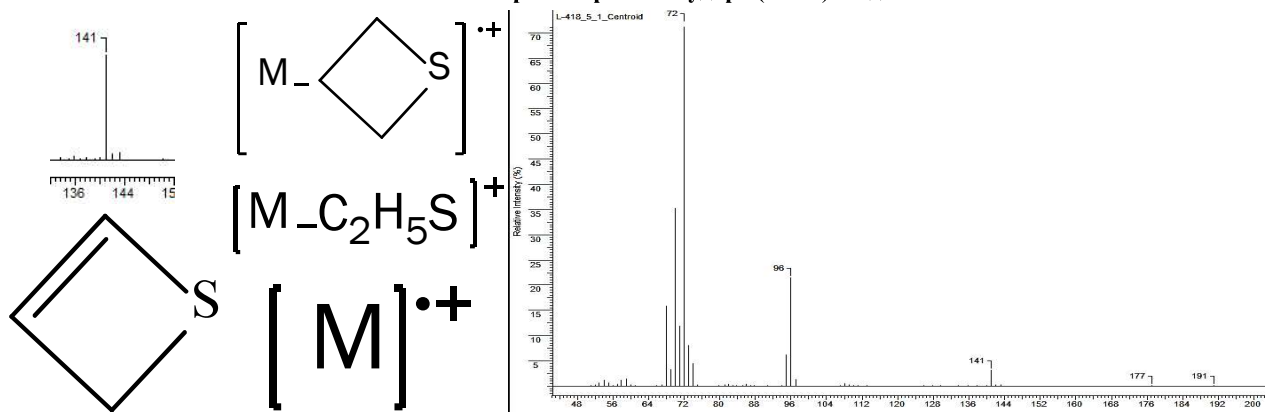 L-418_5_1_Centroid
141
136 144 15
M – S ·+
[M – C2H5S]+
S
[M]·+
Relative Intensity (%)
70
65
60
55
50
45
40
35
30
25
20
15
10
5
72
96
141
177
191
48 56 64 72 80 88 96 104 112 120 128 136 144 152 160 168 176 184 192 200